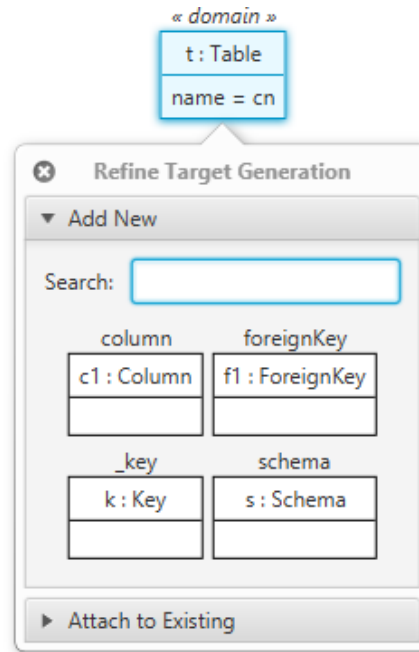 « domain »
t : Table
name = cn
Refine Target Generation
Add New
Search:
column foreignKey
c1 : Column f1 : ForeignKey
_key schema
k : Key s : Schema
Attach to Existing